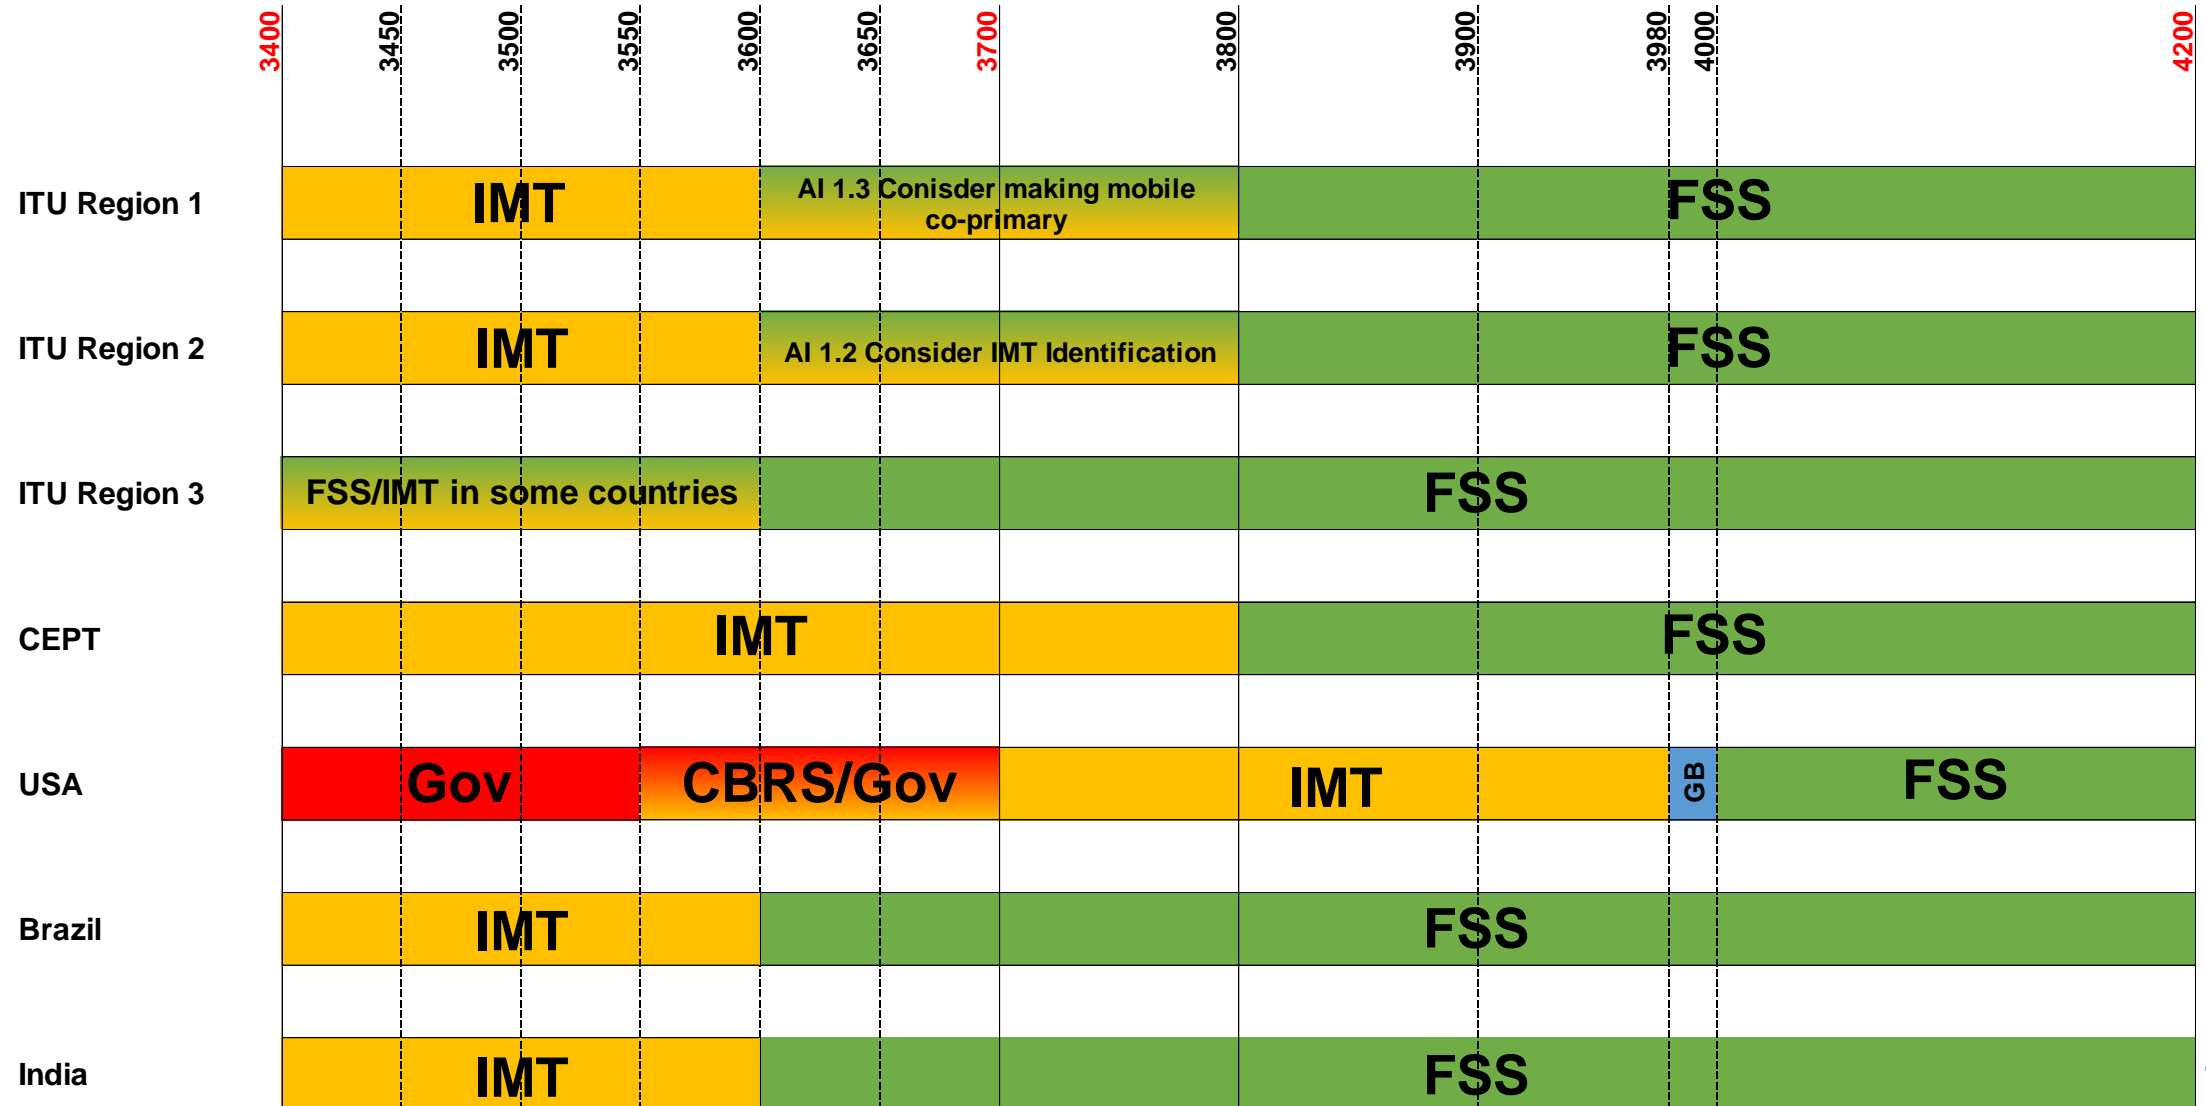 3400
3450
3500
3550
3600
3650
3700
3800
3900
3980
4000
4200
ITU Region 1
IMT
AI 1.3 Conisder making mobile
co-primary
FSS
ITU Region 2
IMT
AI 1.2 Consider IMT Identification
FSS
ITU Region 3
FSS/IMT in some countries
FSS
CEPT
IMT
FSS
USA
Gov
CBRS/Gov
IMT
GB
FSS
Brazil
IMT
FSS
India
IMT
FSS